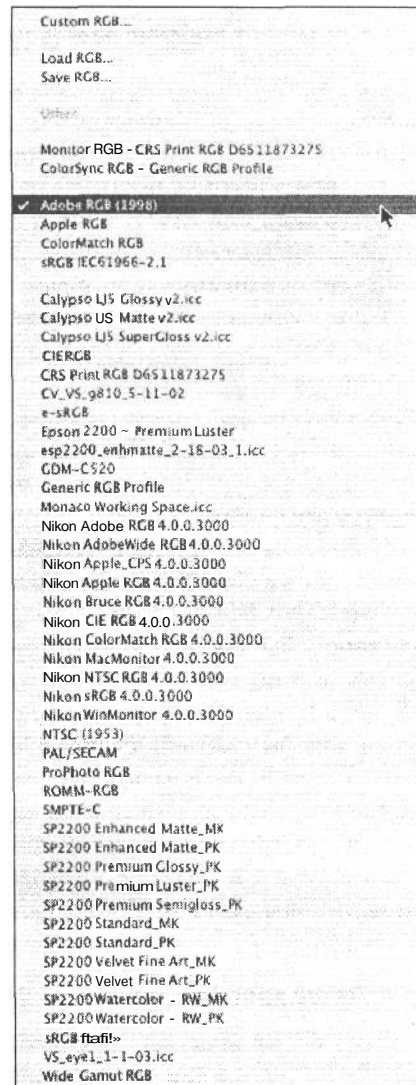 Custom RGB...
Load RGB...
Save RGB...
Other
Monitor RGB - CRS Print RGB D6511873275
ColorSync RGB - Generic RGB Profile
✓ Adobe RGB (1998)
Apple RGB
ColorMatch RGB
sRGB IEC61966-2.1
Calypso LJ5 Glossy v2.icc
Calypso US Matte v2.icc
Calypso LJ5 SuperGloss v2.icc
CIERGB
CRS Print RGB D6511873275
CV_VS_g810_5-11-02
e-sRGB
Epson 2200 ~ Premium Luster
esp2200_enhmatte_2-18-03_1.icc
GDM-C520
Generic RGB Profile
Monaco Working Space.icc
Nikon Adobe RGB 4.0.0.3000
Nikon AdobeWide RGB 4.0.0.3000
Nikon Apple_CPS 4.0.0.3000
Nikon Apple RGB 4.0.0.3000
Nikon Bruce RGB 4.0.0.3000
Nikon CIE RGB 4.0.0.3000
Nikon ColorMatch RGB 4.0.0.3000
Nikon MacMonitor 4.0.0.3000
Nikon NTSC RGB 4.0.0.3000
Nikon sRGB 4.0.0.3000
Nikon WinMonitor 4.0.0.3000
NTSC (1953)
PAL/SECAM
ProPhoto RGB
ROMM-RGB
SMPTE-C
SP2200 Enhanced Matte_MK
SP2200 Enhanced Matte_PK
SP2200 Premium Glossy_PK
SP2200 Premium Luster_PK
SP2200 Premium Semigloss_PK
SP2200 Standard_MK
SP2200 Standard_PK
SP2200 Velvet Fine Art_MK
SP2200 Velvet Fine Art_PK
SP2200 Watercolor - RW_MK
SP2200 Watercolor - RW_PK
sRGB ftafi!»
VS_eye1_1-1-03.icc
Wide Gamut RGB